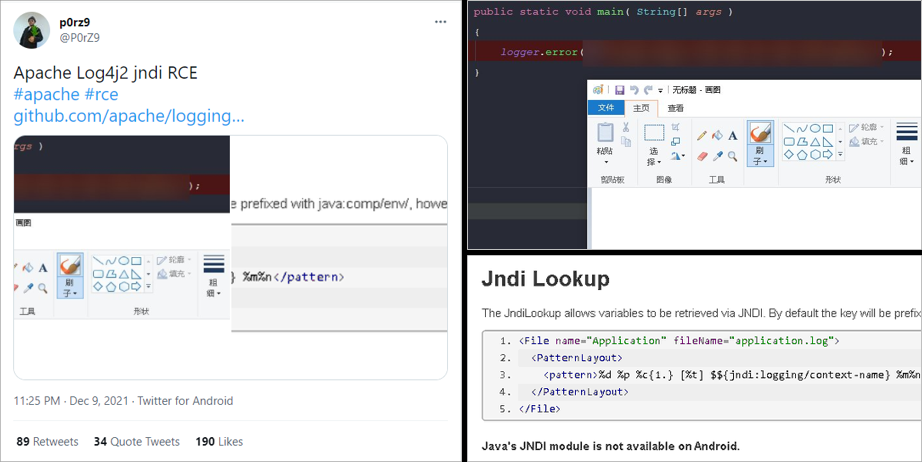 p0rz9
@P0rZ9
Apache Log4j2 jndi RCE
#apache #rce
github.com/apache/logging...
rgs )
);
画图
A
刷
子
轮廓
填充
粗
细
工具
形状
e prefixed with java:comp/env/, howe
} %m%n</pattern>
11:25 PM · Dec 9, 2021 · Twitter for Android
89 Retweets 34 Quote Tweets 190 Likes
public static void main( String[] args )
{
logger.error( );
}
无标题 - 画图
文件 主页 查看
粘贴
选
择
A
刷
子
轮廓
填充
粗
细
剪贴板 图像 工具 形状
Jndi Lookup
The JndiLookup allows variables to be retrieved via JNDI. By default the key will be prefix
1. <File name="Application" fileName="application.log">
2. <PatternLayout>
3. <pattern>%d %p %c{1.} [%t] $${jndi:logging/context-name} %m%n
4. </PatternLayout>
5. </File>
Java's JNDI module is not available on Android.